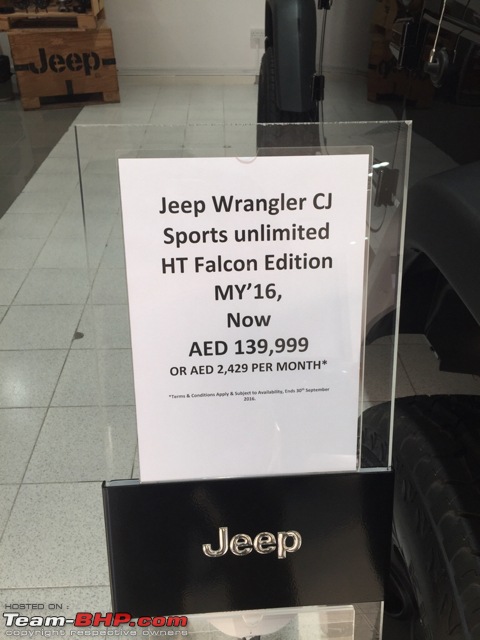 Jeep
Jeep Wrangler CJ
Sports unlimited
HT Falcon Edition
MY'16,
Now
AED 139,999
OR AED 2,429 PER MONTH*
*Terms & Conditions Apply & Subject to Availability, Ends 30th September
2016.
Jeep
HOSTED ON :
Team-BHP.com
copyright respective owners